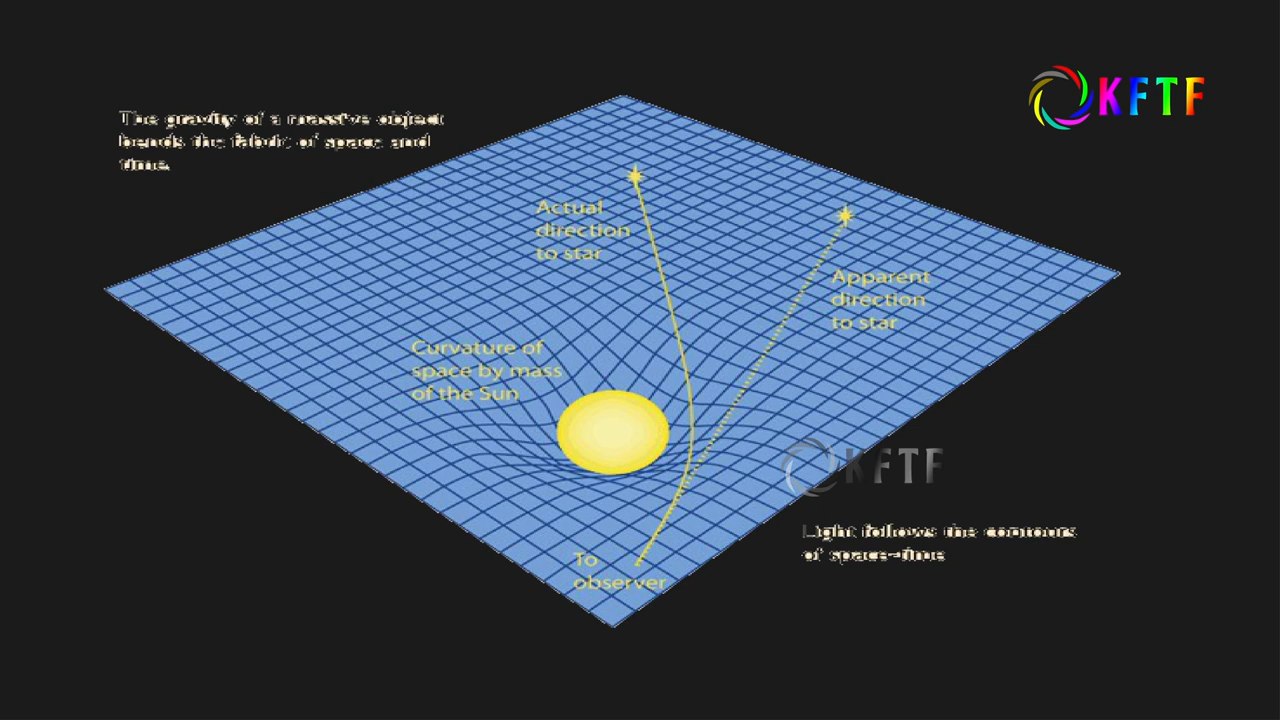 KFTF
The gravity of a massive object
bends the fabric of space and
time.
Actual
direction
to star
Apparent
direction
to star
Curvature of
space by mass
of the Sun
KFTF
Light follows the contours
of space-time
To
observer